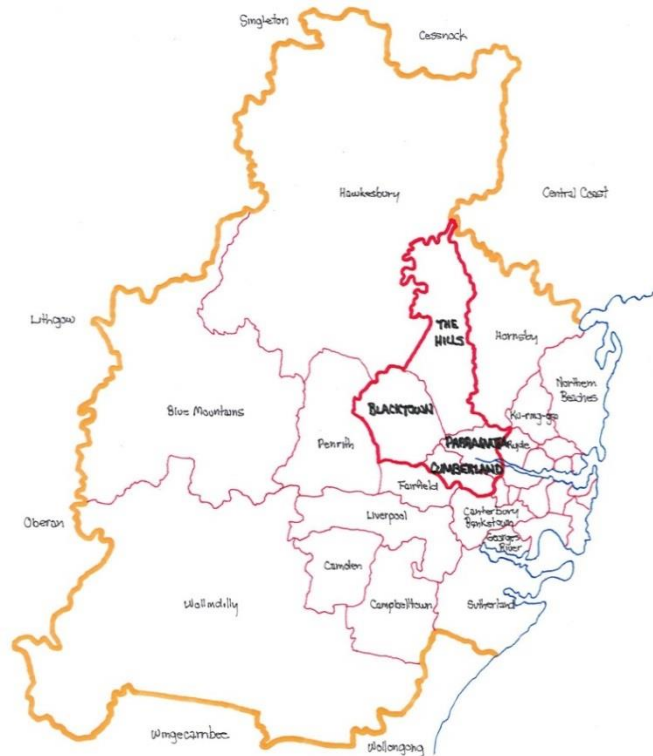 Singleton
Cessnock
Hawkesbury
Central Coast
Lithgow
THE
HILLS
Hornsby
Northern
Beaches
Blue Mountains
BLACKTOWN
Ku-ring-gai
Penrith
PARRAMATTA
Ryde
CUMBERLAND
Fairfield
Oberon
Liverpool
Canterbury
Bankstown
Georges
River
Camden
Wollondilly
Campbelltown
Sutherland
Wingecarribee
Wollongong